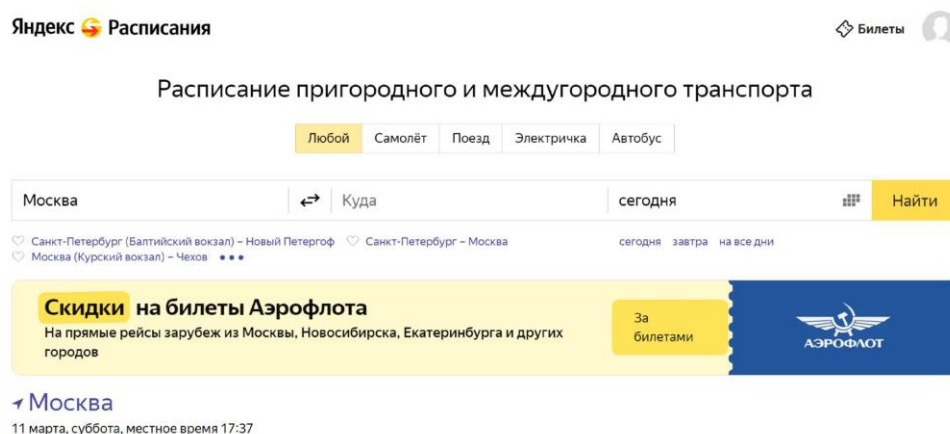 Яндекс Расписания
Билеты
Расписание пригородного и междугородного транспорта
Любой Самолёт Поезд Электричка Автобус
Москва Куда сегодня Найти
Санкт-Петербург (Балтийский вокзал) – Новый Петергоф Санкт-Петербург – Москва сегодня завтра на все дни
Москва (Курский вокзал) – Чехов
Скидки на билеты Аэрофлота
На прямые рейсы зарубеж из Москвы, Новосибирска, Екатеринбурга и других
городов
За
билетами
АЭРОФЛОТ
Москва
11 марта, суббота, местное время 17:37